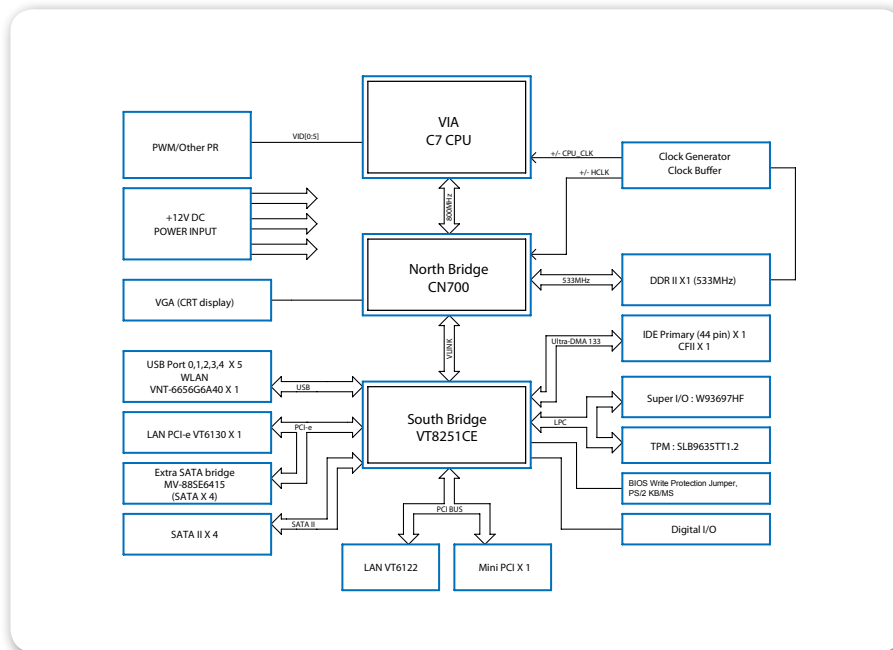 VIA
C7 CPU
PWM/Other PR
VID[0:5]
+/- CPU_CLK
Clock Generator
Clock Buffer
+/- HCLK
+12V DC
POWER INPUT
800MHz
North Bridge
CN700
533MHz
DDR II X1 (533MHz)
VGA (CRT display)
VLINK
Ultra-DMA 133
IDE Primary (44 pin) X 1
CFII X 1
USB Port 0,1,2,3,4 X 5
WLAN
VNT-6656G6A40 X 1
USB
South Bridge
VT8251CE
Super I/O : W93697HF
LPC
LAN PCI-e VT6130 X 1
PCI-e
TPM : SLB9635TT1.2
Extra SATA bridge
MV-88SE6415
(SATA X 4)
BIOS Write Protection Jumper,
PS/2 KB/MS
SATA II X 4
SATA II
PCI BUS
Digital I/O
LAN VT6122
Mini PCI X 1